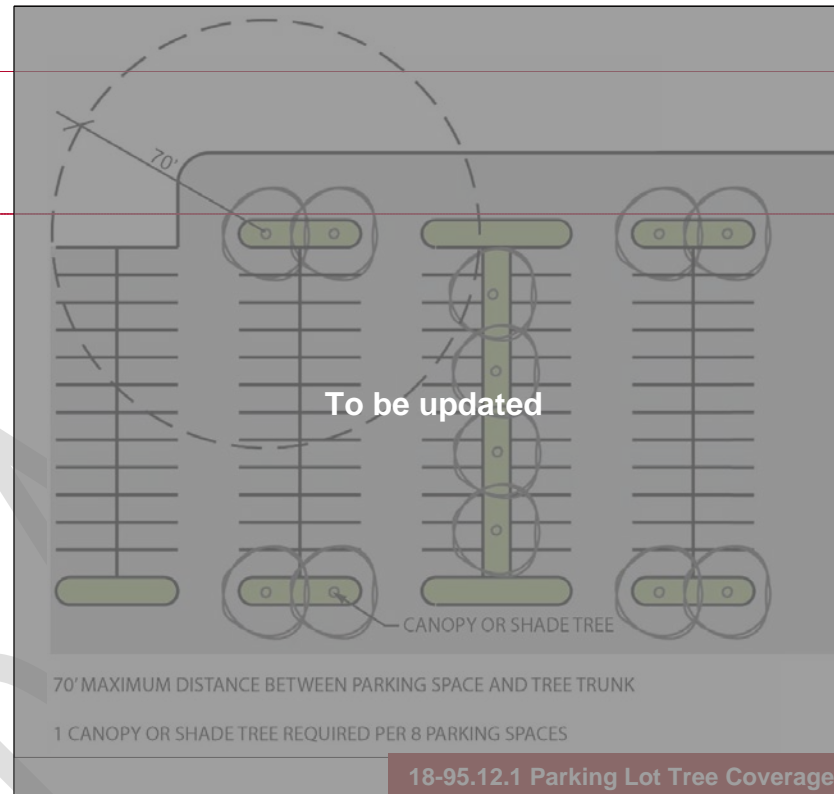 70'
To be updated
CANOPY OR SHADE TREE
70' MAXIMUM DISTANCE BETWEEN PARKING SPACE AND TREE TRUNK
1 CANOPY OR SHADE TREE REQUIRED PER 8 PARKING SPACES
18-95.12.1 Parking Lot Tree Coverage